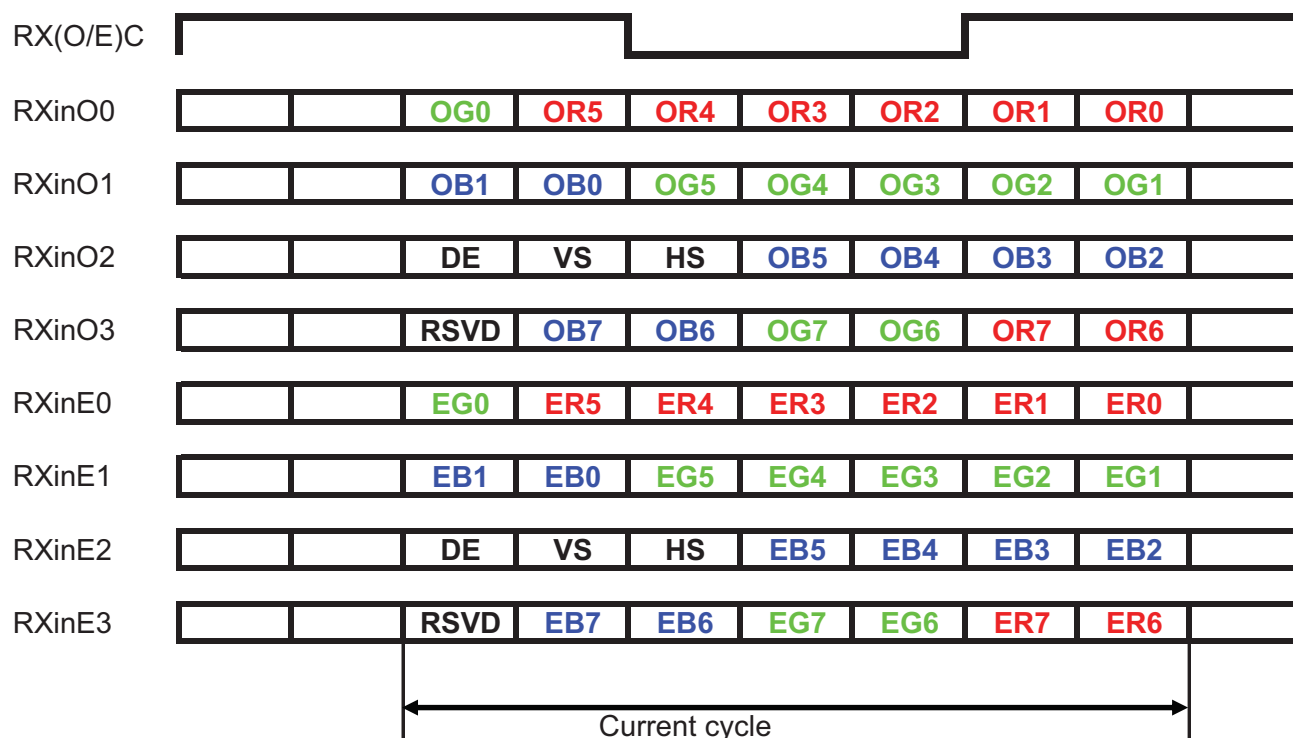 RX(O/E)C
RXinO0 OG0 OR5 OR4 OR3 OR2 OR1 OR0
RXinO1 OB1 OB0 OG5 OG4 OG3 OG2 OG1
RXinO2 DE VS HS OB5 OB4 OB3 OB2
RXinO3 RSVD OB7 OB6 OG7 OG6 OR7 OR6
RXinE0 EG0 ER5 ER4 ER3 ER2 ER1 ER0
RXinE1 EB1 EB0 EG5 EG4 EG3 EG2 EG1
RXinE2 DE VS HS EB5 EB4 EB3 EB2
RXinE3 RSVD EB7 EB6 EG7 EG6 ER7 ER6
Current cycle